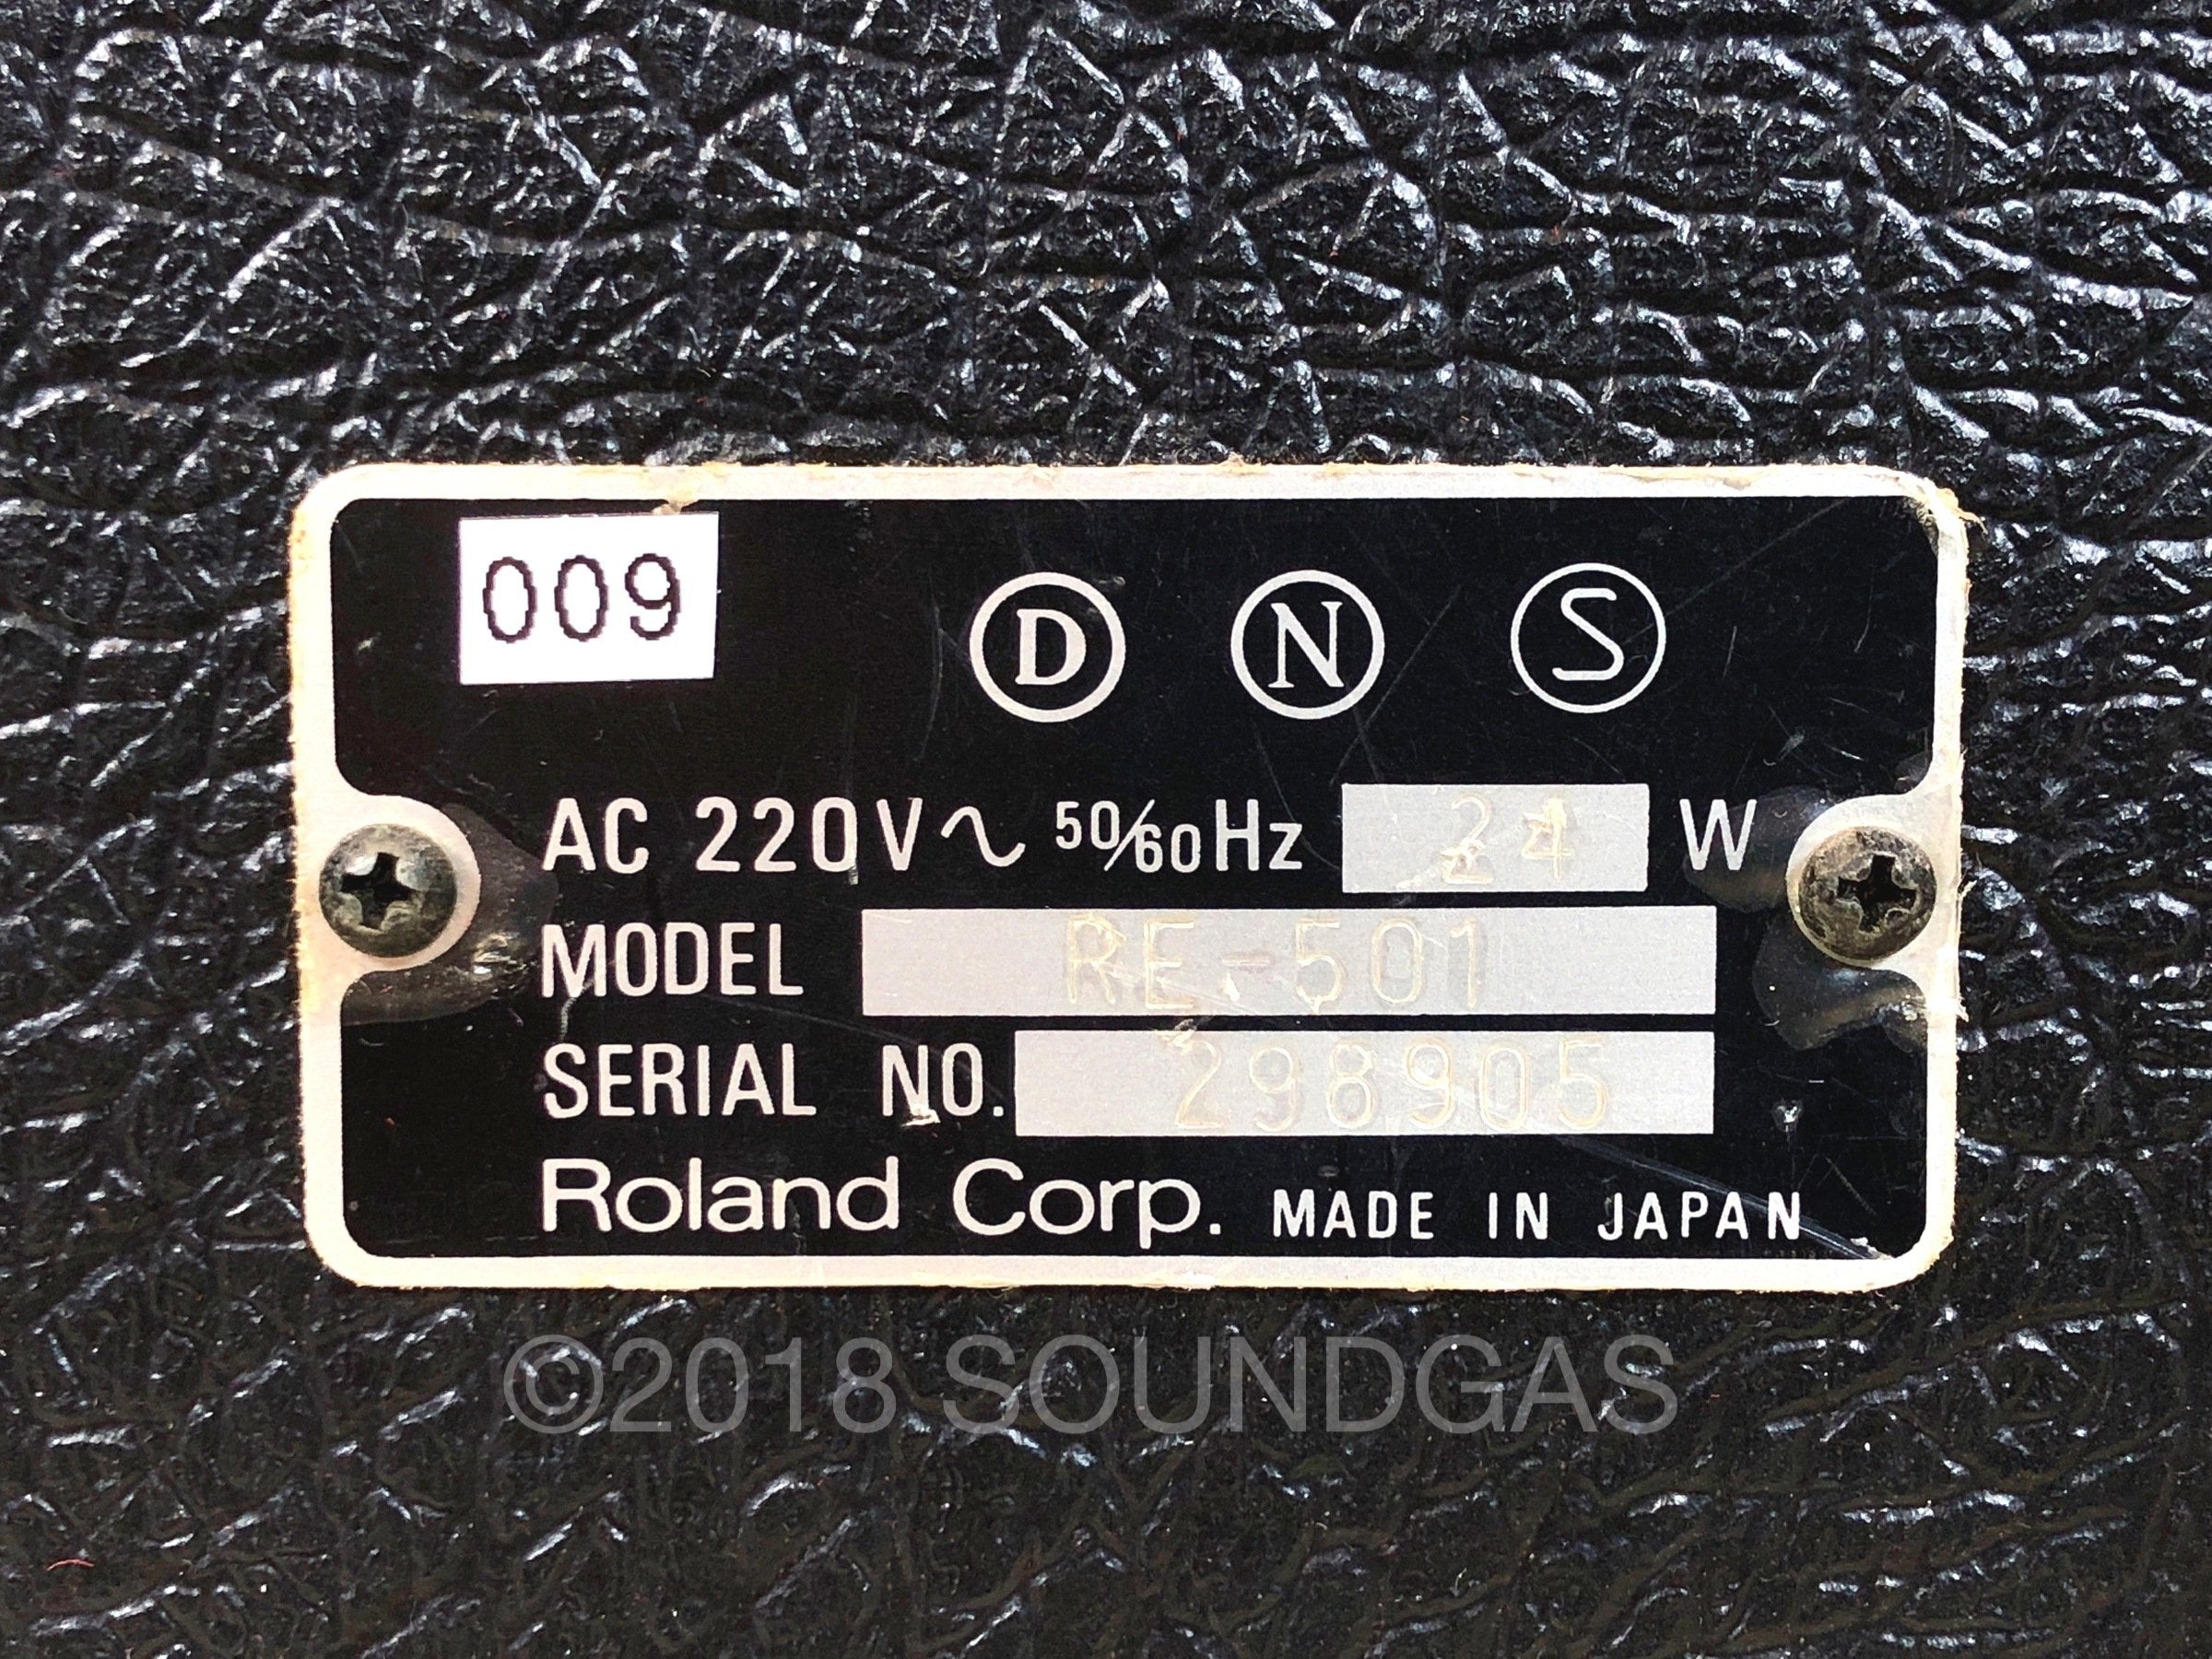 009
D N S
AC 220V~ 50/60Hz 24 W
MODEL RE-501
SERIAL NO. 298905
Roland Corp. MADE IN JAPAN
©2018 SOUNDGAS